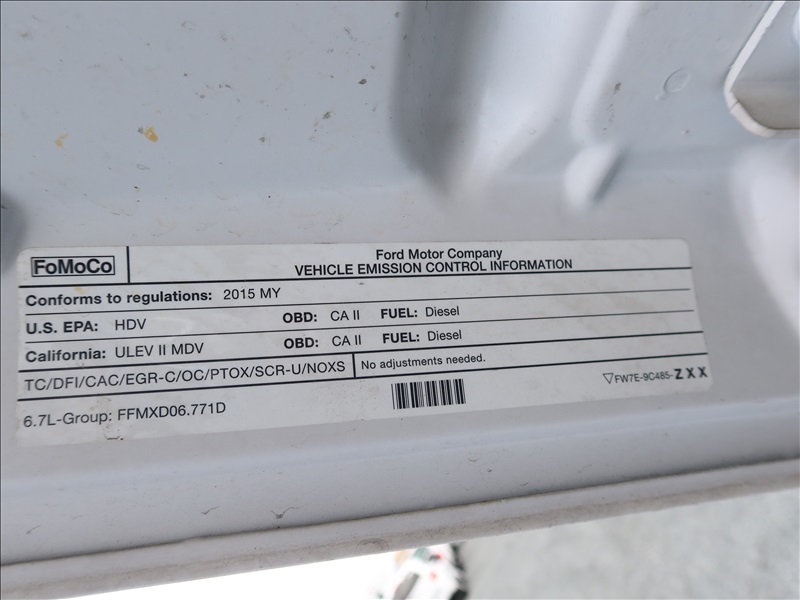 FoMoCo
Ford Motor Company
VEHICLE EMISSION CONTROL INFORMATION
Conforms to regulations: 2015 MY
U.S. EPA: HDV OBD: CA II FUEL: Diesel
California: ULEV II MDV OBD: CA II FUEL: Diesel
TC/DFI/CAC/EGR-C/OC/PTOX/SCR-U/NOXS No adjustments needed.
6.7L-Group: FFMXD06.771D
▽FW7E-9C485-ZXX